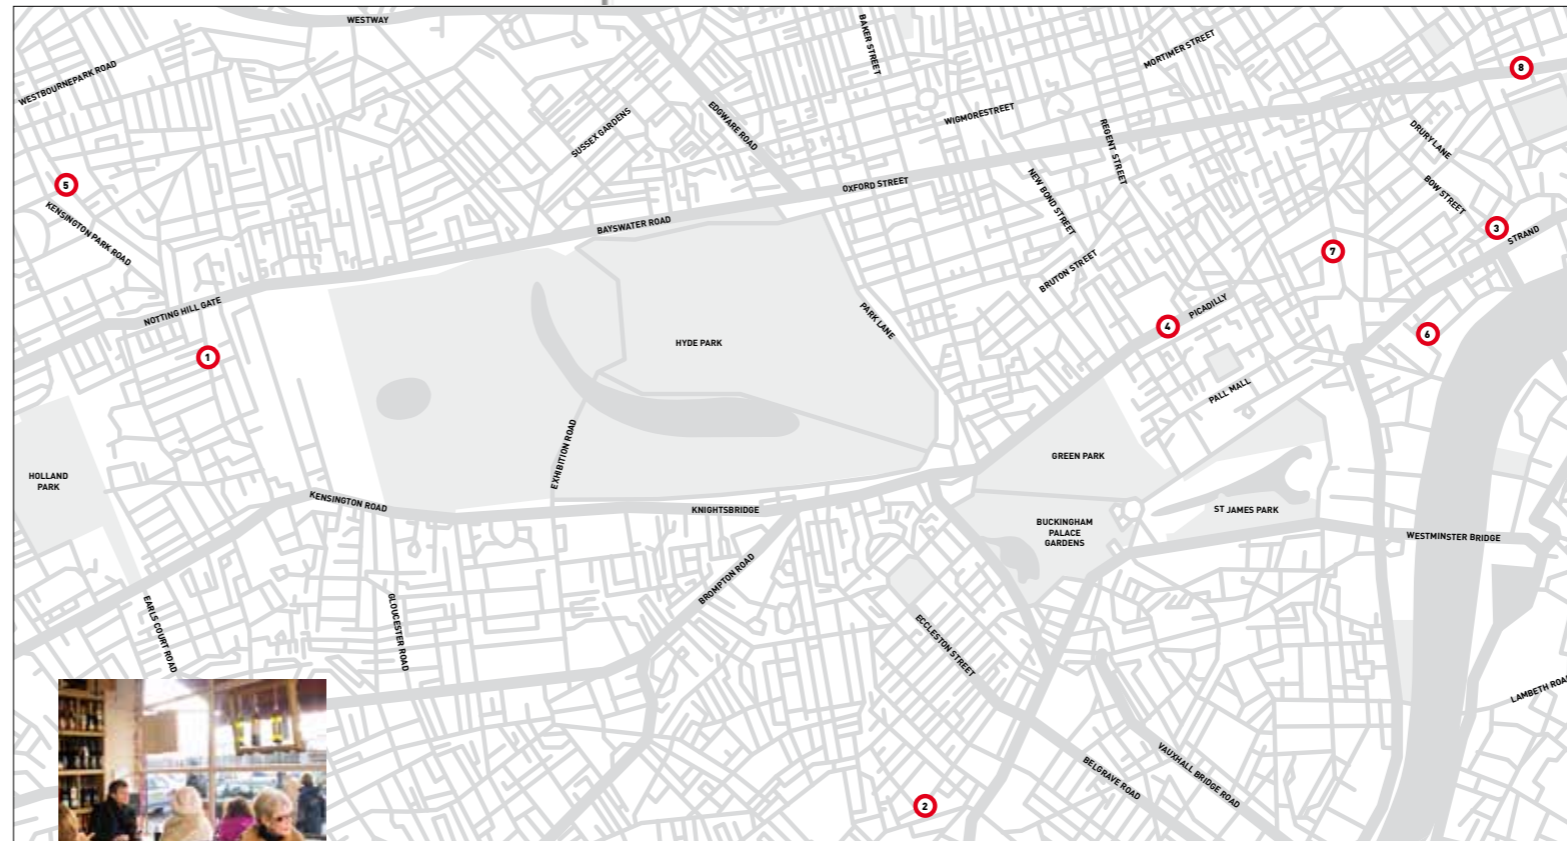 WESTWAY
BAKER STREET
MORTIMER STREET
8
WESTBOURNEPARK ROAD
SUSSEX GARDENS
EDGWARE ROAD
WIGMORESTREET
REGENT STREET
DRURY LANE
5
OXFORD STREET
NEW BOND STREET
BOW STREET
KENSINGTON PARK ROAD
BAYSWATER ROAD
3
STRAND
7
BRUTON STREET
NOTTING HILL GATE
PARK LANE
4
PICADILLY
6
1
HYDE PARK
PALL MALL
EXHIBITION ROAD
GREEN PARK
HOLLAND
PARK
KENSINGTON ROAD
KNIGHTSBRIDGE
ST JAMES PARK
BUCKINGHAM
PALACE
GARDENS
WESTMINSTER BRIDGE
BROMPTON ROAD
EARLS COURT ROAD
GLOUCESTER ROAD
ECCLESTON STREET
LAMBETH ROAD
BELGRAVE ROAD
VAUXHALL BRIDGE ROAD
2